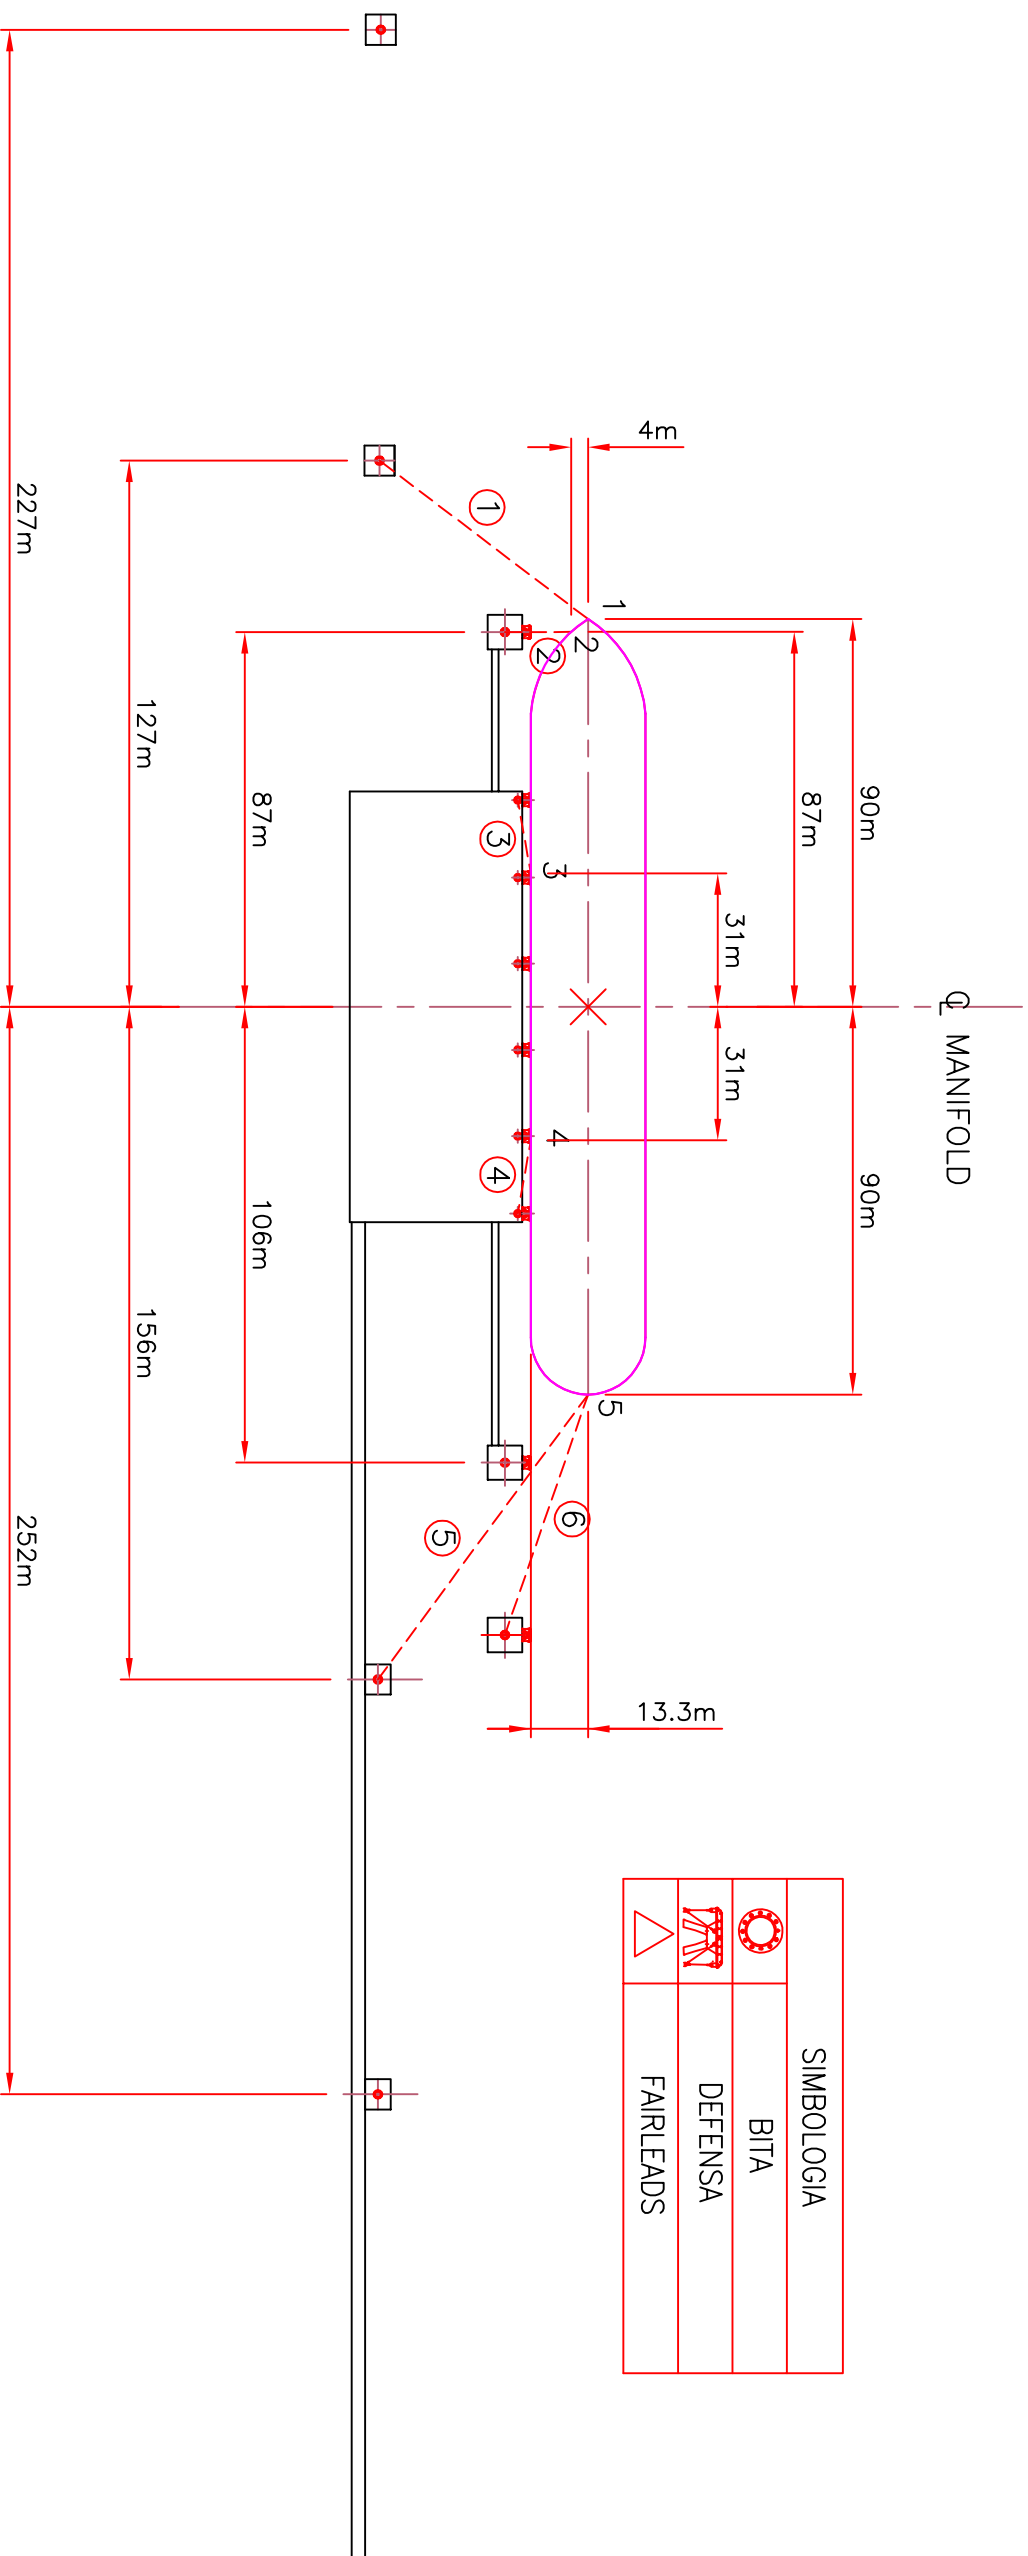 ℄ MANIFOLD
90m
90m
87m
31m
31m
4m
13.3m
1
2
3
4
5
1
2
3
4
5
6
87m
106m
127m
156m
227m
252m
SIMBOLOGIA
BITA
DEFENSA
FAIRLEADS